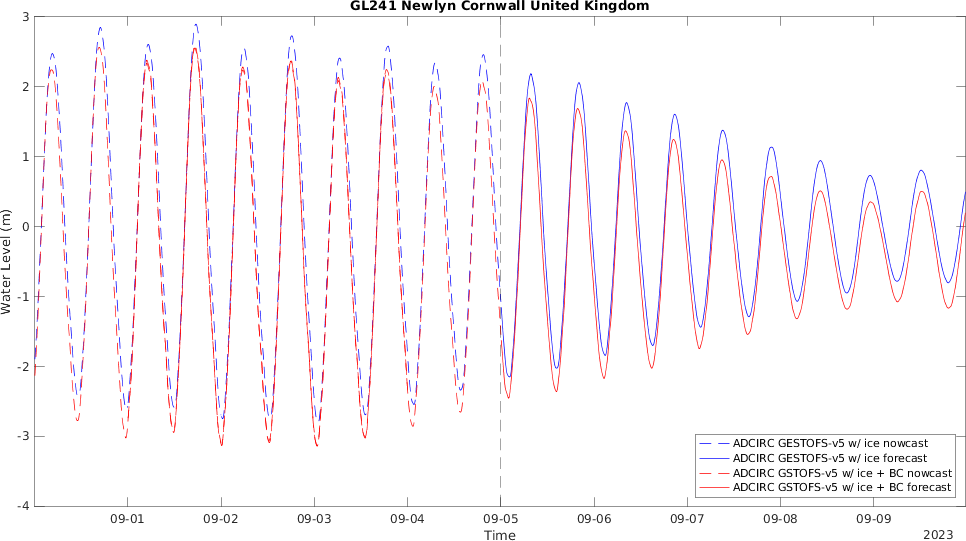 GL241 Newlyn Cornwall United Kingdom
3
2
1
0
-1
-2
-3
-4
Water Level (m)
ADCIRC GESTOFS-v5 w/ ice nowcast
ADCIRC GESTOFS-v5 w/ ice forecast
ADCIRC GSTOFS-v5 w/ ice + BC nowcast
ADCIRC GSTOFS-v5 w/ ice + BC forecast
09-01 09-02 09-03 09-04 09-05 09-06 09-07 09-08 09-09
Time
2023